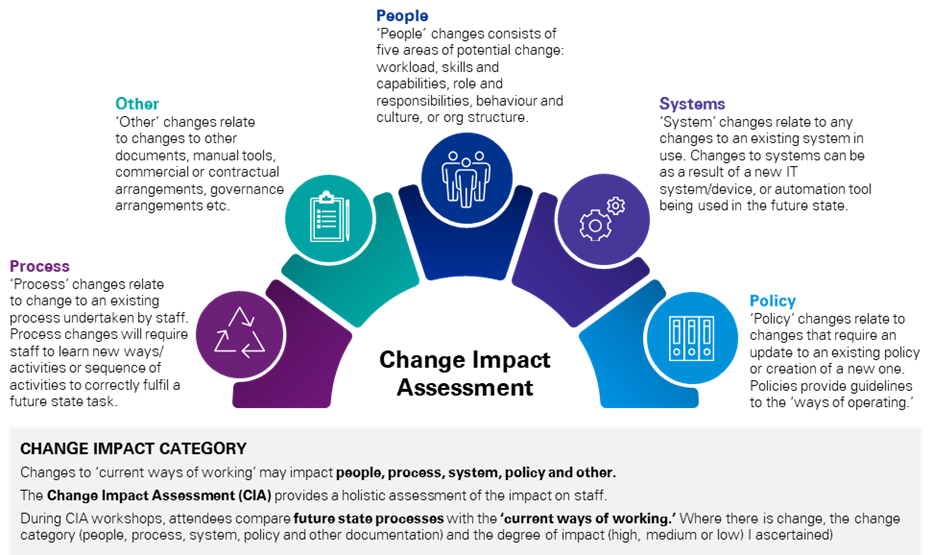 People
‘People’ changes consists of
five areas of potential change:
workload, skills and
capabilities, role and
responsibilities, behaviour and
culture, or org structure.
Other
‘Other’ changes relate
to changes to other
documents, manual tools,
commercial or contractual
arrangements, governance
arrangements etc.
Systems
‘System’ changes relate to any
changes to an existing system in
use. Changes to systems can be
as a result of a new IT
system/device, or automation tool
being used in the future state.
Process
‘Process’ changes relate
to change to an existing
process undertaken by staff.
Process changes will require
staff to learn new ways/
activities or sequence of
activities to correctly fulfil a
future state task.
Policy
‘Policy’ changes relate to
changes that require an
update to an existing policy
or creation of a new one.
Policies provide guidelines
to the ‘ways of operating.’
Change Impact
Assessment
CHANGE IMPACT CATEGORY
Changes to ‘current ways of working’ may impact people, process, system, policy and other.
The Change Impact Assessment (CIA) provides a holistic assessment of the impact on staff.
During CIA workshops, attendees compare future state processes with the ‘current ways of working.’ Where there is change, the change
category (people, process, system, policy and other documentation) and the degree of impact (high, medium or low) I ascertained)